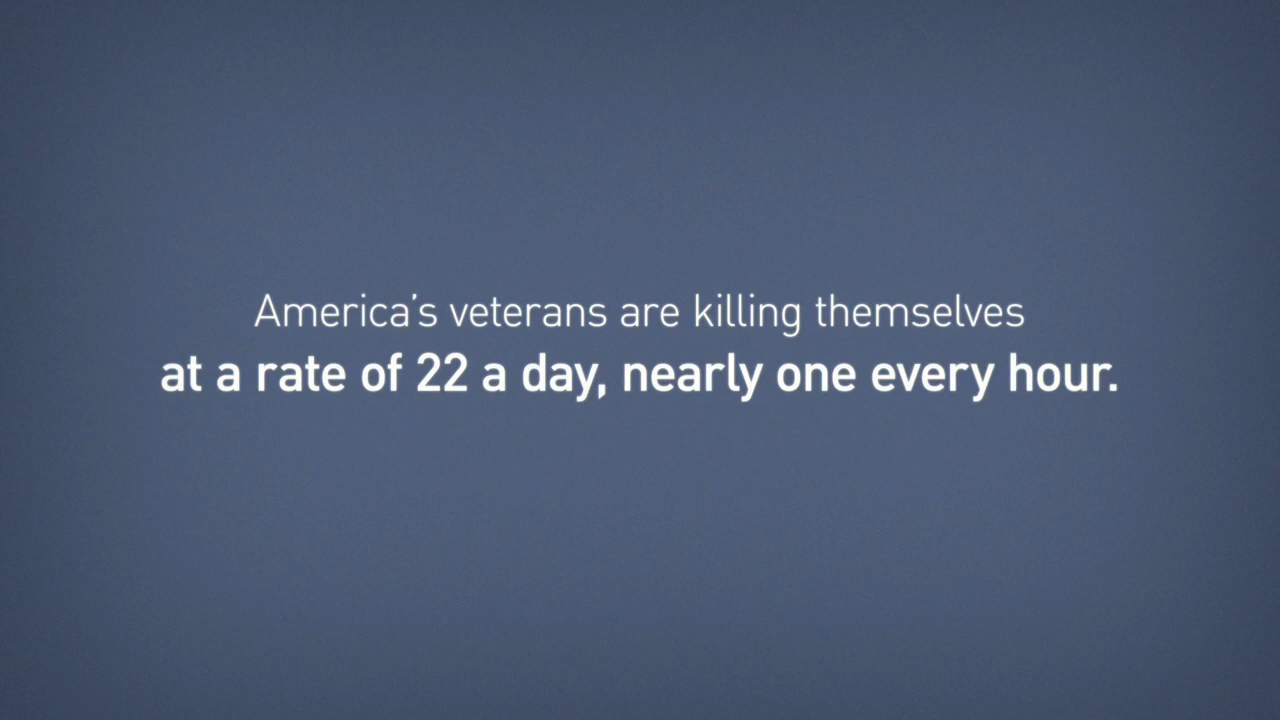 America’s veterans are killing themselves
at a rate of 22 a day, nearly one every hour.